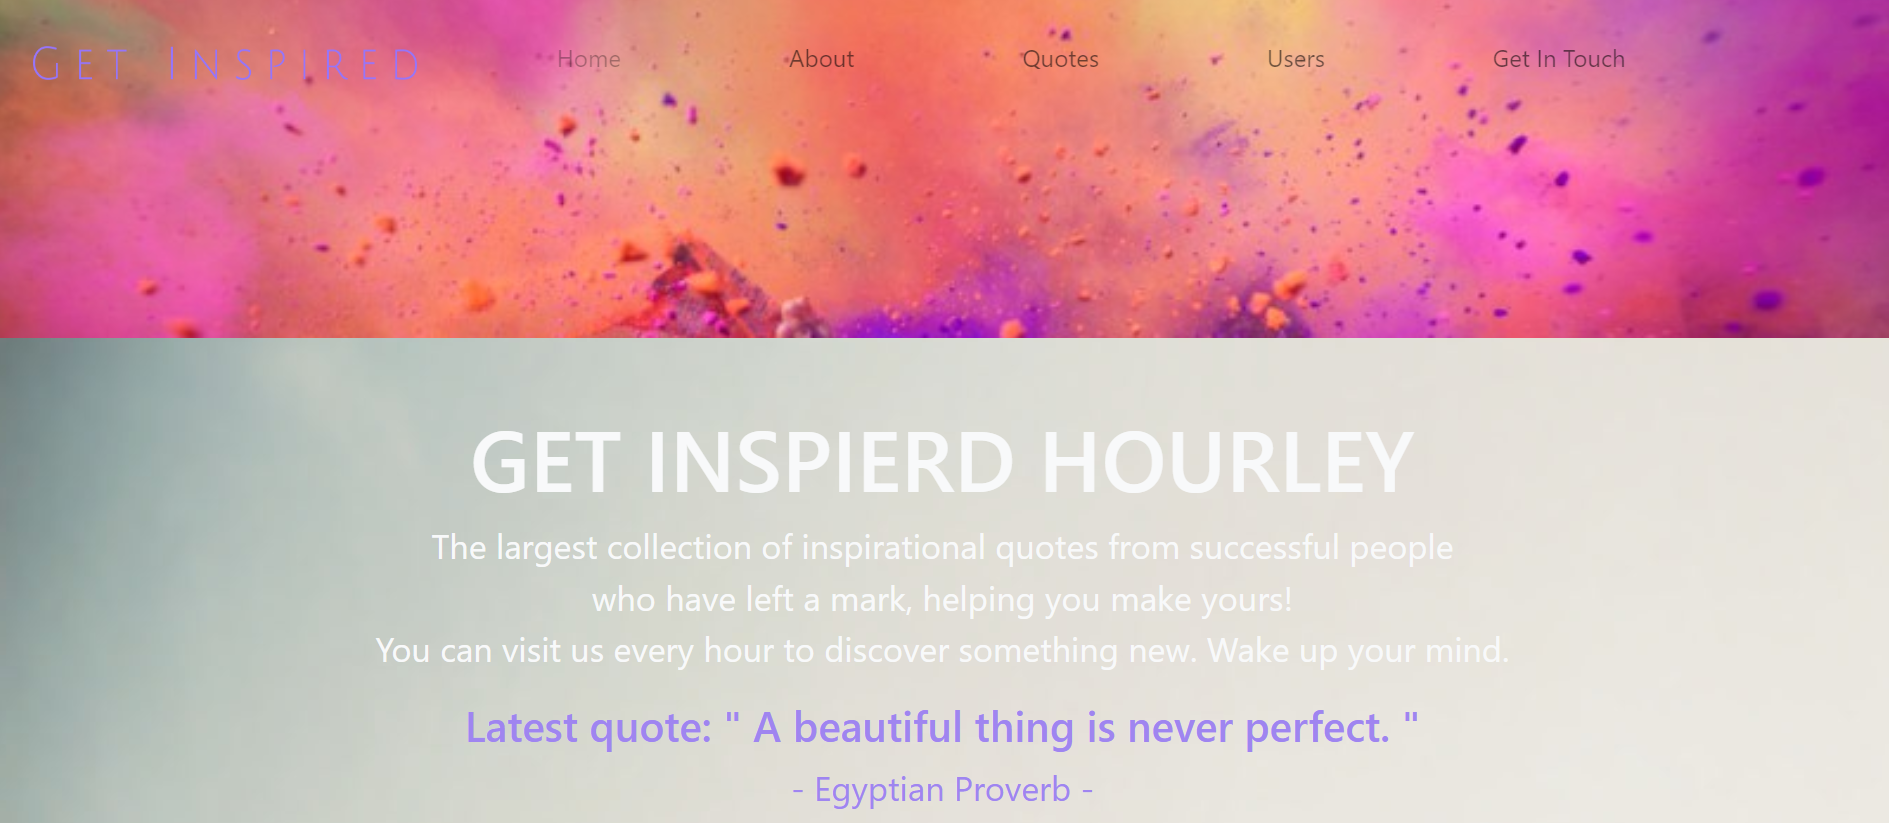 Get Inspired
Home About Quotes Users Get In Touch
GET INSPIERD HOURLEY
The largest collection of inspirational quotes from successful people
who have left a mark, helping you make yours!
You can visit us every hour to discover something new. Wake up your mind.
Latest quote: " A beautiful thing is never perfect. "
- Egyptian Proverb -